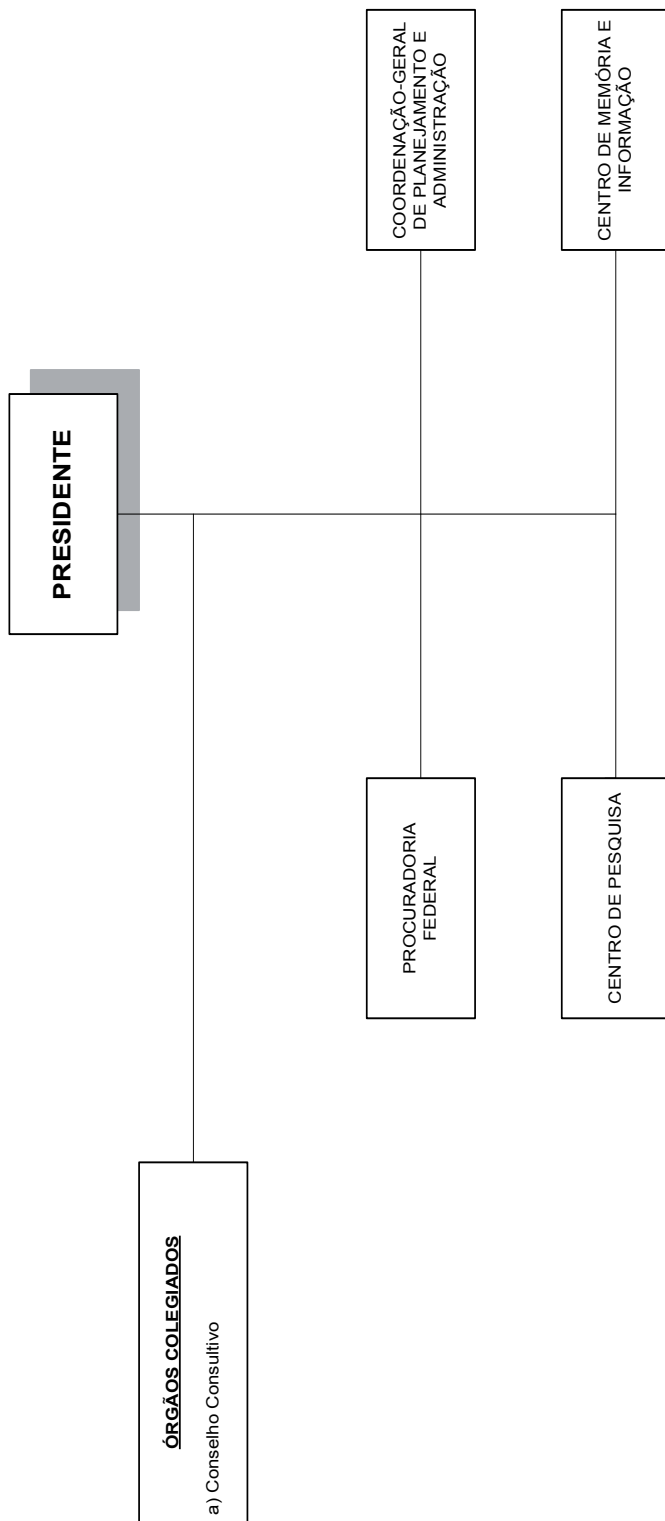 PRESIDENTE
ÓRGÃOS COLEGIADOS
a) Conselho Consultivo
PROCURADORIA
FEDERAL
COORDENAÇÃO-GERAL
DE PLANEJAMENTO E
ADMINISTRAÇÃO
CENTRO DE PESQUISA
CENTRO DE MEMÓRIA E
INFORMAÇÃO